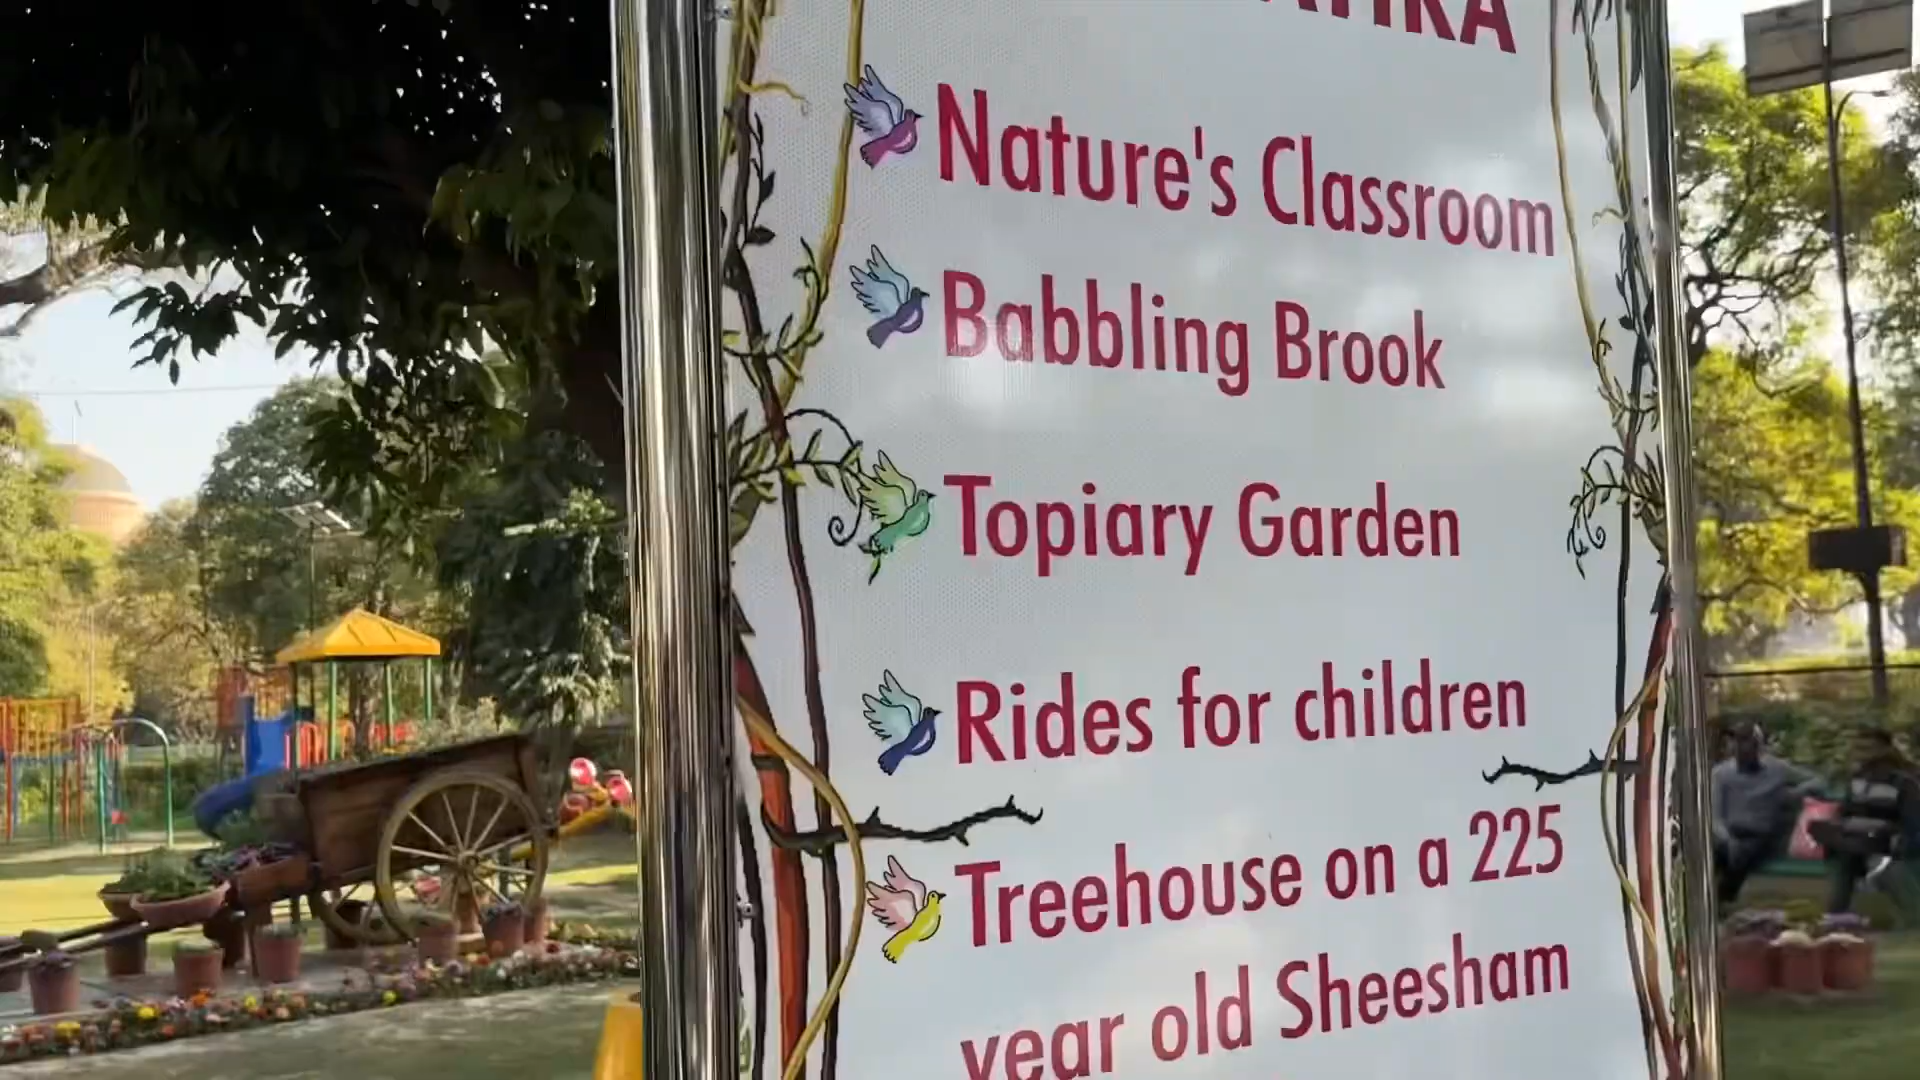 Nature's Classroom
Babbling Brook
Topiary Garden
Rides for children
Treehouse on a 225
year old Sheesham